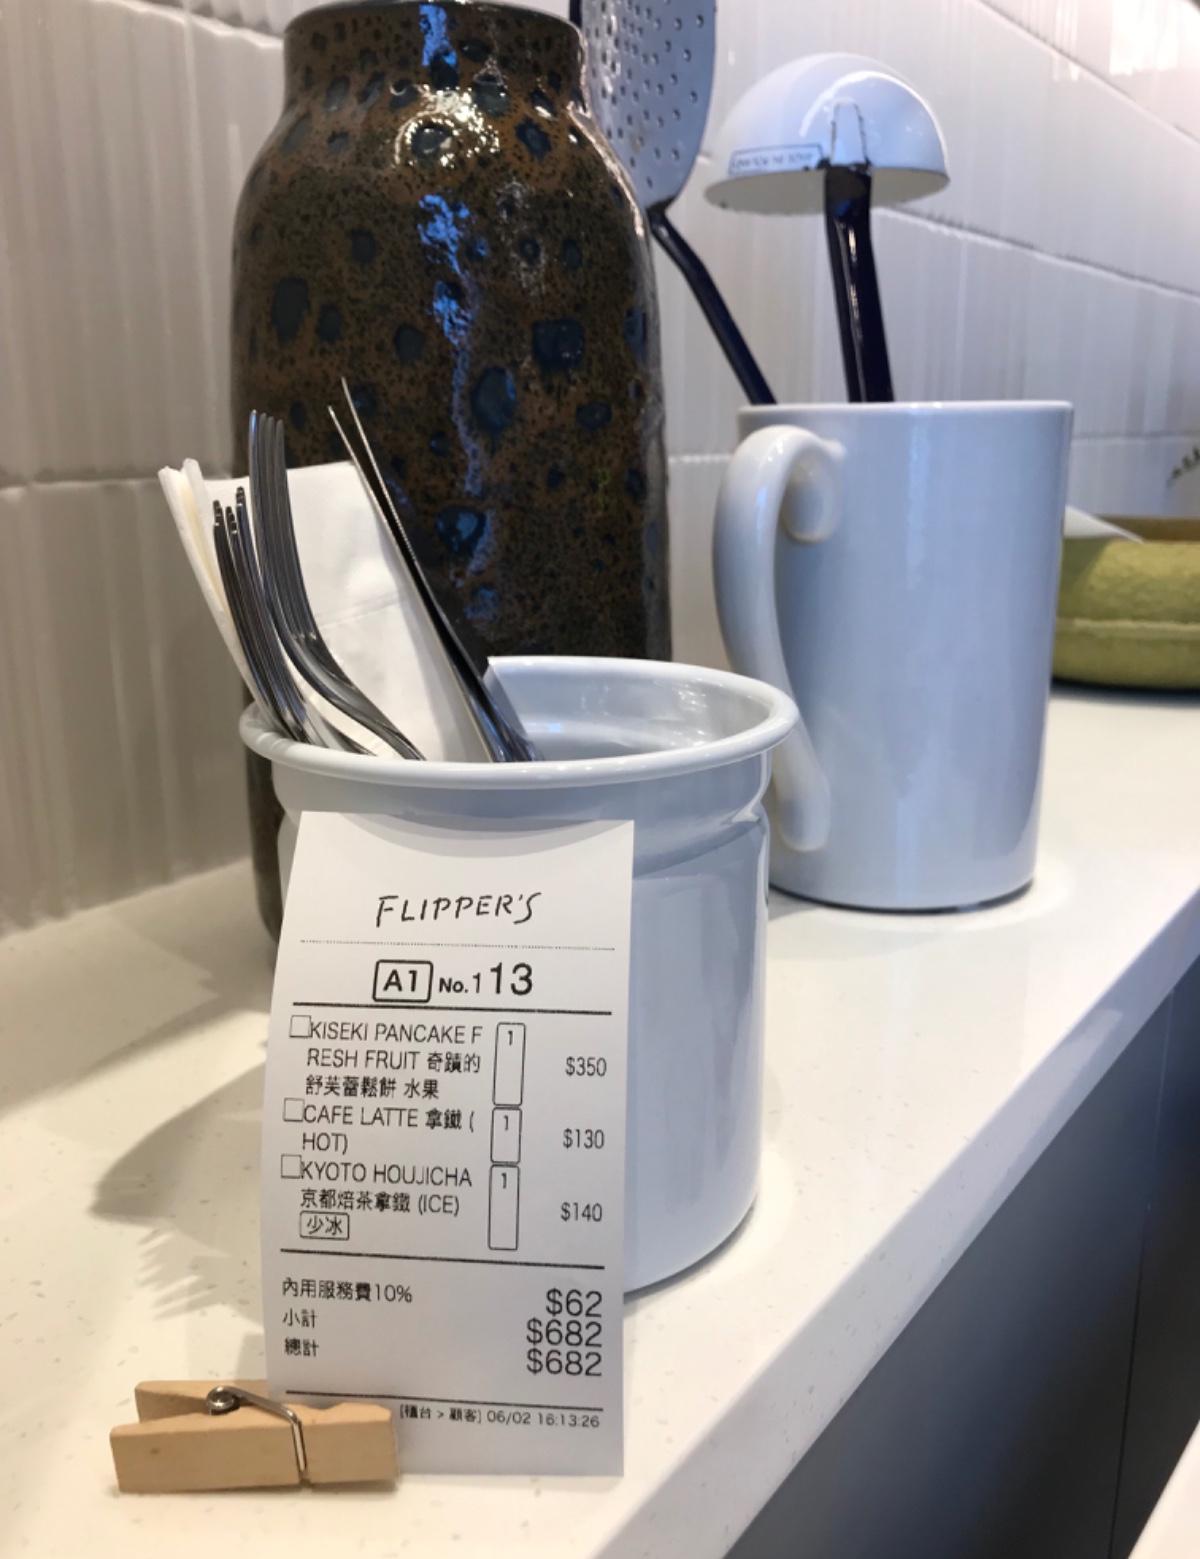 FLIPPER'S
A1 No.113
□KISEKI PANCAKE F 1
RESH FRUIT 奇蹟的 $350
舒芙蕾鬆餅 水果
□CAFE LATTE 拿鐵 ( 1
HOT) $130
□KYOTO HOUJICHA 1
京都焙茶拿鐵 (ICE) $140
少冰
內用服務費10% $62
小計 $682
總計 $682
[櫃台 > 顧客] 06/02 16:13:26